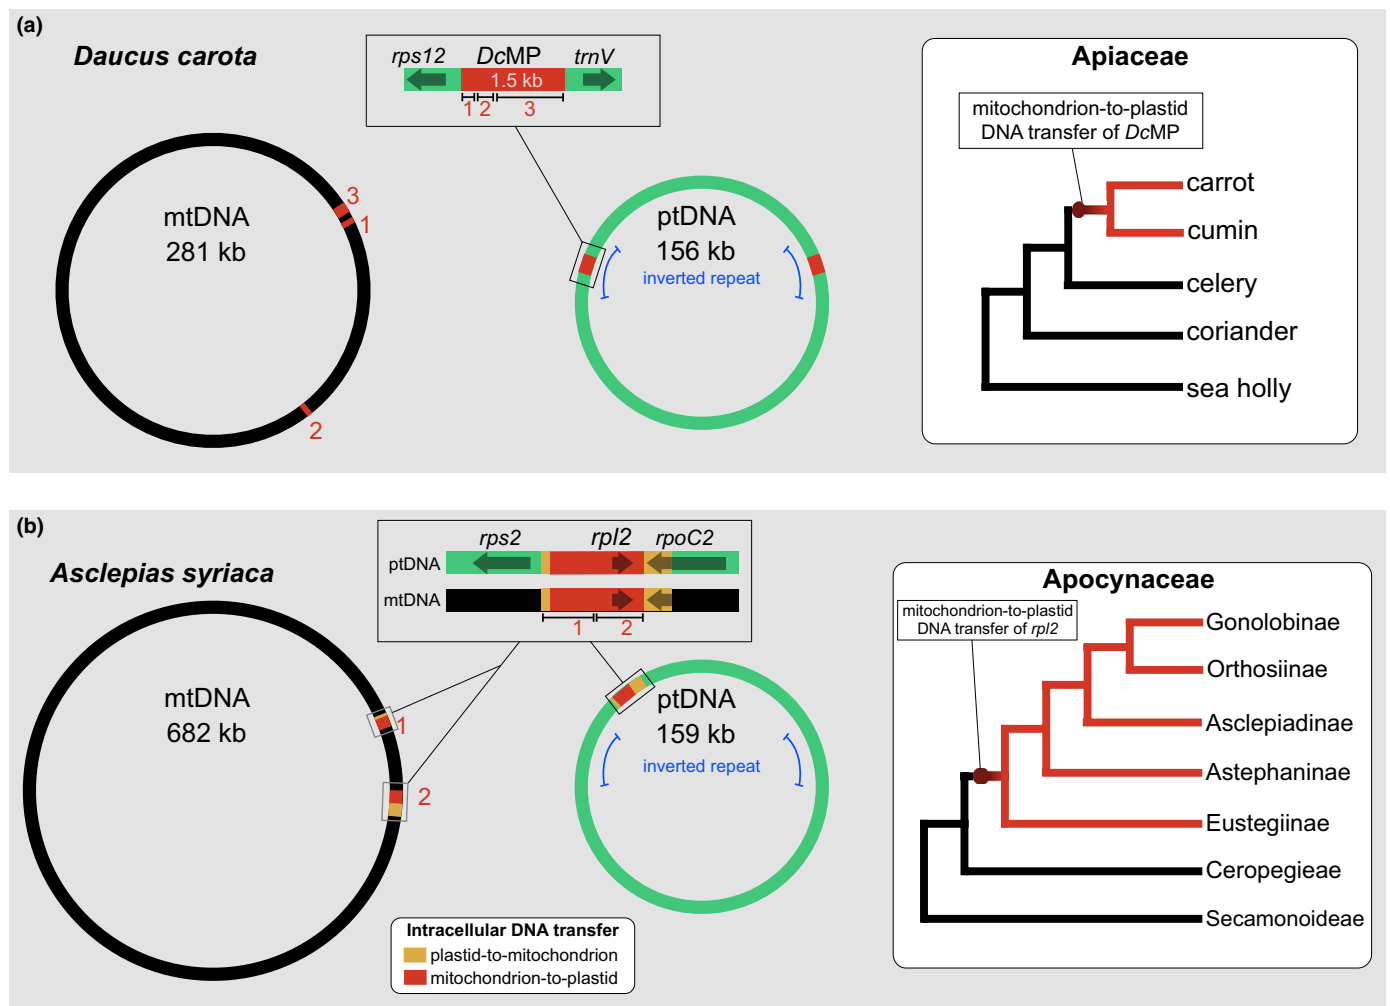 (a)
Daucus carota
rps12 DcMP trnV
1.5 kb
1 2 3
mtDNA
281 kb
3
1
2
ptDNA
156 kb
inverted repeat
Apiaceae
mitochondrion-to-plastid
DNA transfer of DcMP
carrot
cumin
celery
coriander
sea holly
(b)
Asclepias syriaca
rps2 rpl2 rpoC2
ptDNA
mtDNA
1 2
mtDNA
682 kb
1
2
ptDNA
159 kb
inverted repeat
Intracellular DNA transfer
plastid-to-mitochondrion
mitochondrion-to-plastid
Apocynaceae
mitochondrion-to-plastid
DNA transfer of rpl2
Gonolobinae
Orthosiinae
Asclepiadinae
Astephaninae
Eustegiinae
Ceropegieae
Secamonoideae